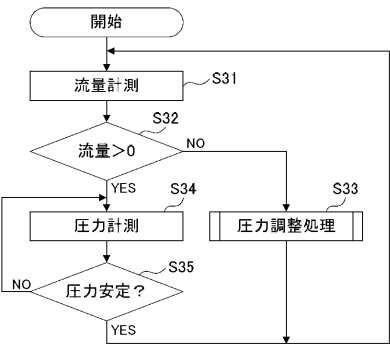 開始
流量計測
S31
S32
流量＞0
NO
YES
S34
圧力計測
S33
圧力調整処理
S35
圧力安定？
NO
YES